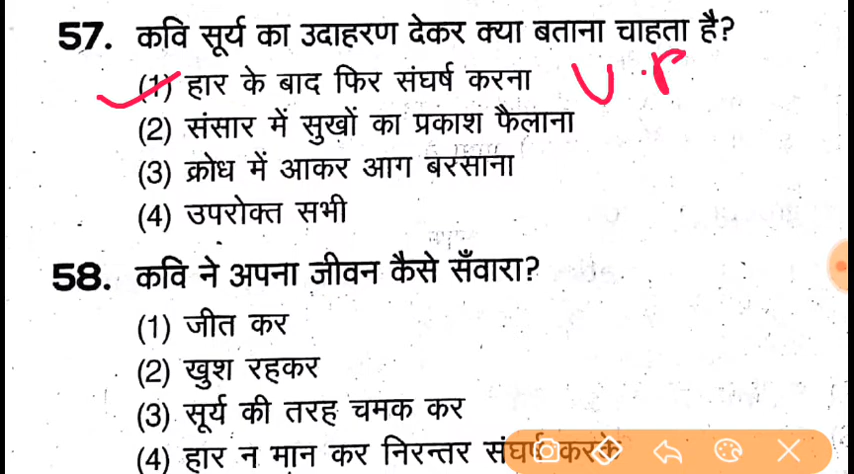 57. कवि सूर्य का उदाहरण देकर क्या बताना चाहता है?
(1) हार के बाद फिर संघर्ष करना U.P
(2) संसार में सुखों का प्रकाश फैलाना
(3) क्रोध में आकर आग बरसाना
(4) उपरोक्त सभी
58. कवि ने अपना जीवन कैसे सँवारा?
(1) जीत कर
(2) खुश रहकर
(3) सूर्य की तरह चमक कर
(4) हार न मान कर निरन्तर संघर्ष करके